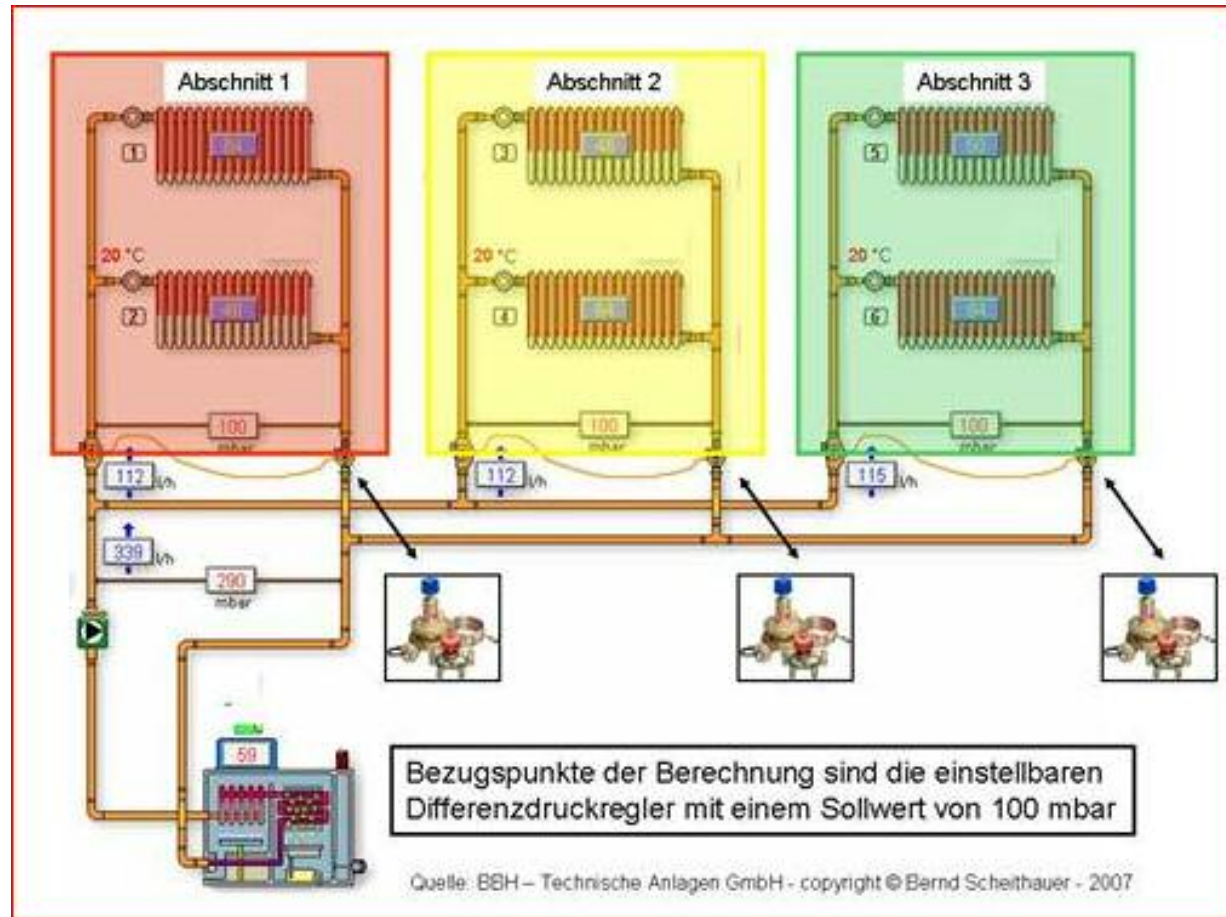 Abschnitt 1
Abschnitt 2
Abschnitt 3
1
3
5
20 °C
20 °C
20 °C
2
4
6
100
mbar
100
mbar
100
mbar
112 l/h
112 l/h
115 l/h
339 l/h
290
mbar
59
Bezugspunkte der Berechnung sind die einstellbaren
Differenzdruckregler mit einem Sollwert von 100 mbar
Quelle: BBH – Technische Anlagen GmbH - copyright © Bernd Scheithauer - 2007